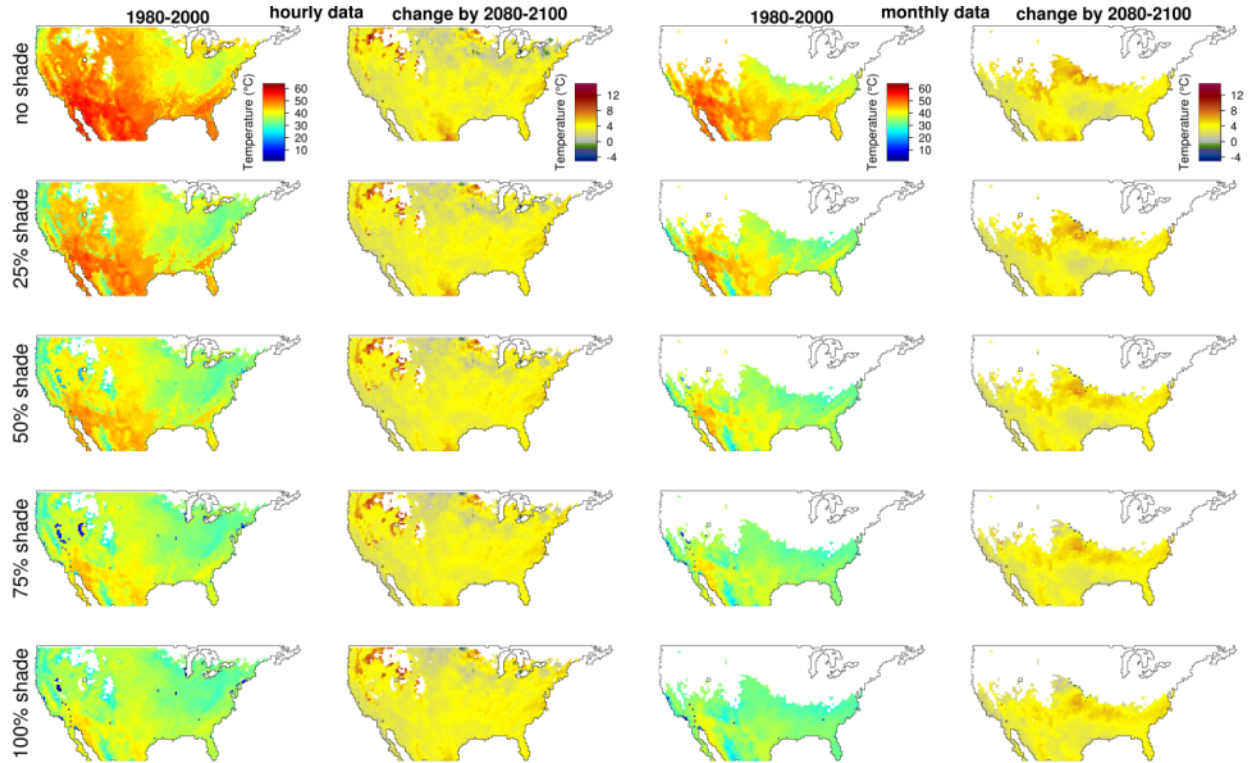 1980-2000 hourly data change by 2080-2100 1980-2000 monthly data change by 2080-2100
no shade
Temperature (°C)
60
50
40
30
20
10
Temperature (°C)
12
8
4
0
-4
Temperature (°C)
60
50
40
30
20
10
Temperature (°C)
12
8
4
0
-4
25% shade
50% shade
75% shade
100% shade